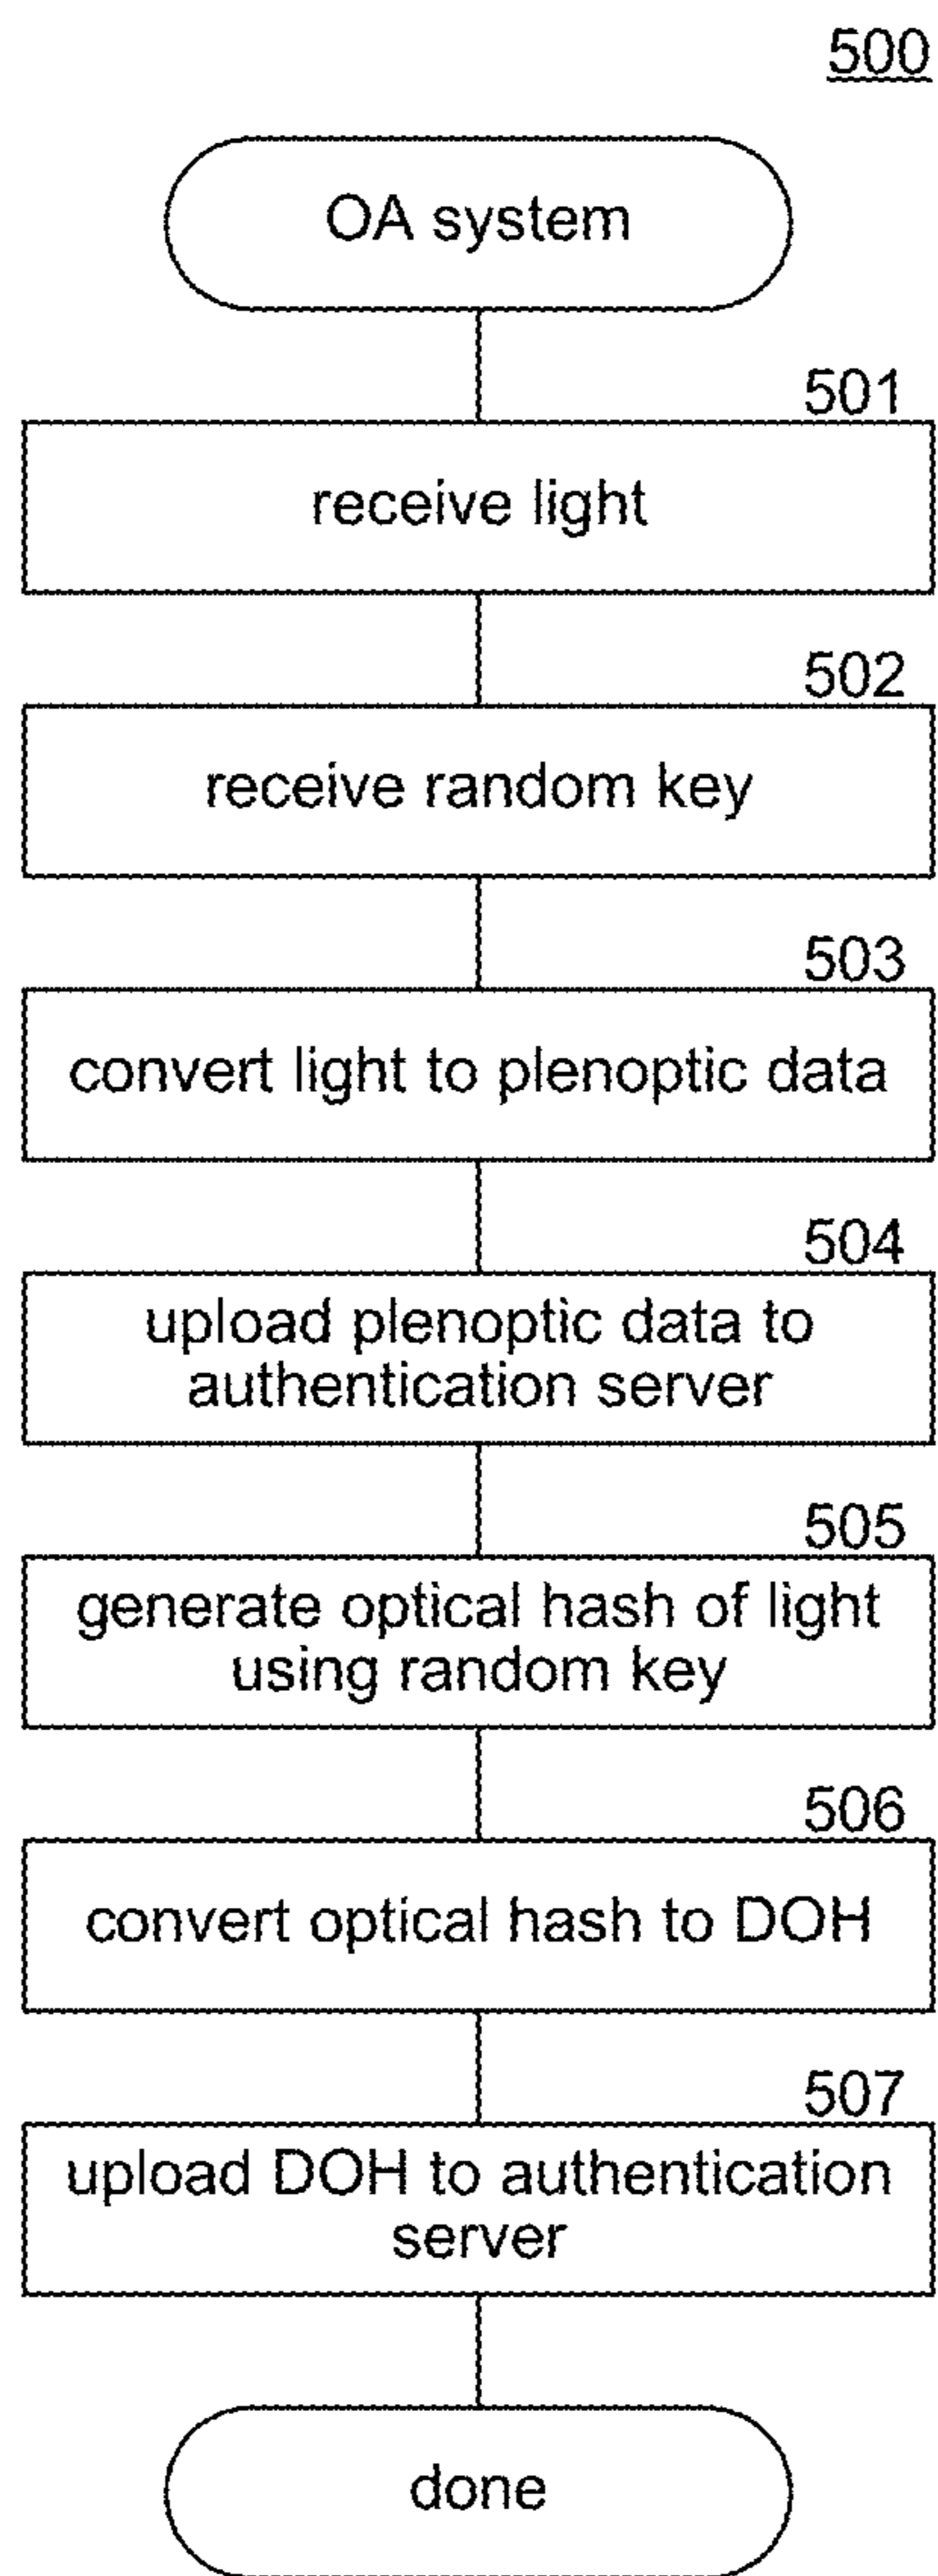 500
OA system
501
receive light
502
receive random key
503
convert light to plenoptic data
504
upload plenoptic data to
authentication server
505
generate optical hash of light
using random key
506
convert optical hash to DOH
507
upload DOH to authentication
server
done